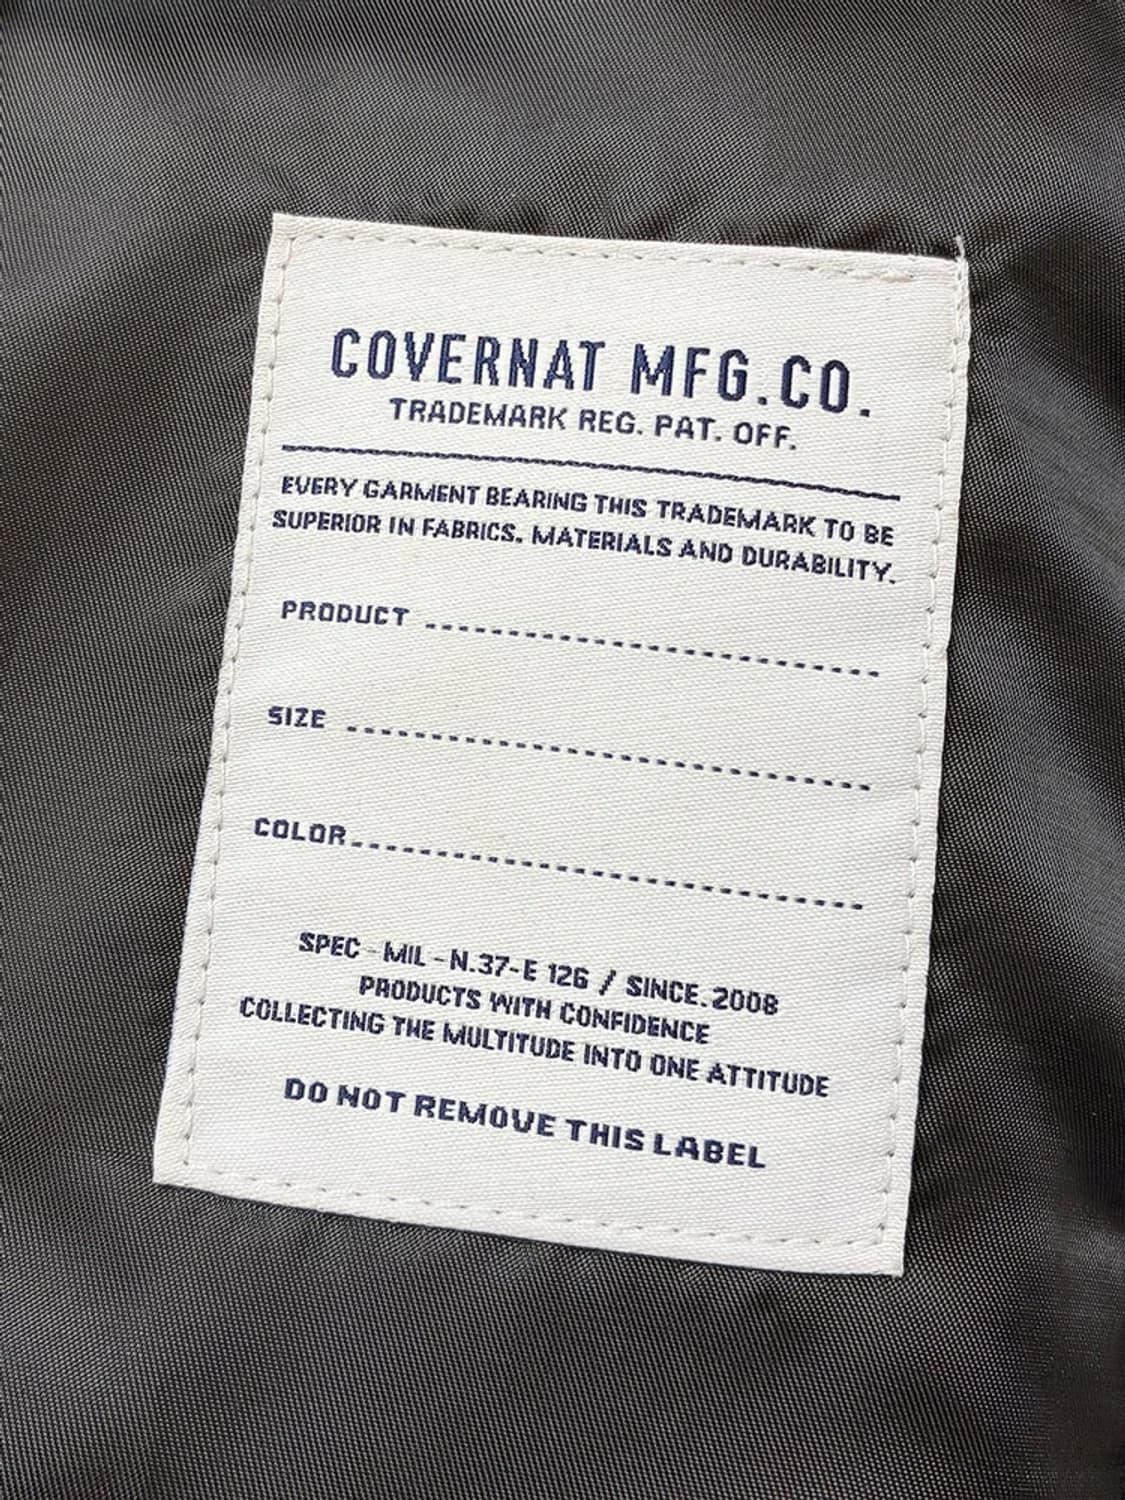 COVERNAT MFG.CO.
TRADEMARK REG. PAT. OFF.
EVERY GARMENT BEARING THIS TRADEMARK TO BE
SUPERIOR IN FABRICS. MATERIALS AND DURABILITY.
PRODUCT
SIZE
COLOR
SPEC - MIL - N.37-E 126 / SINCE.2008
PRODUCTS WITH CONFIDENCE
COLLECTING THE MULTITUDE INTO ONE ATTITUDE
DO NOT REMOVE THIS LABEL